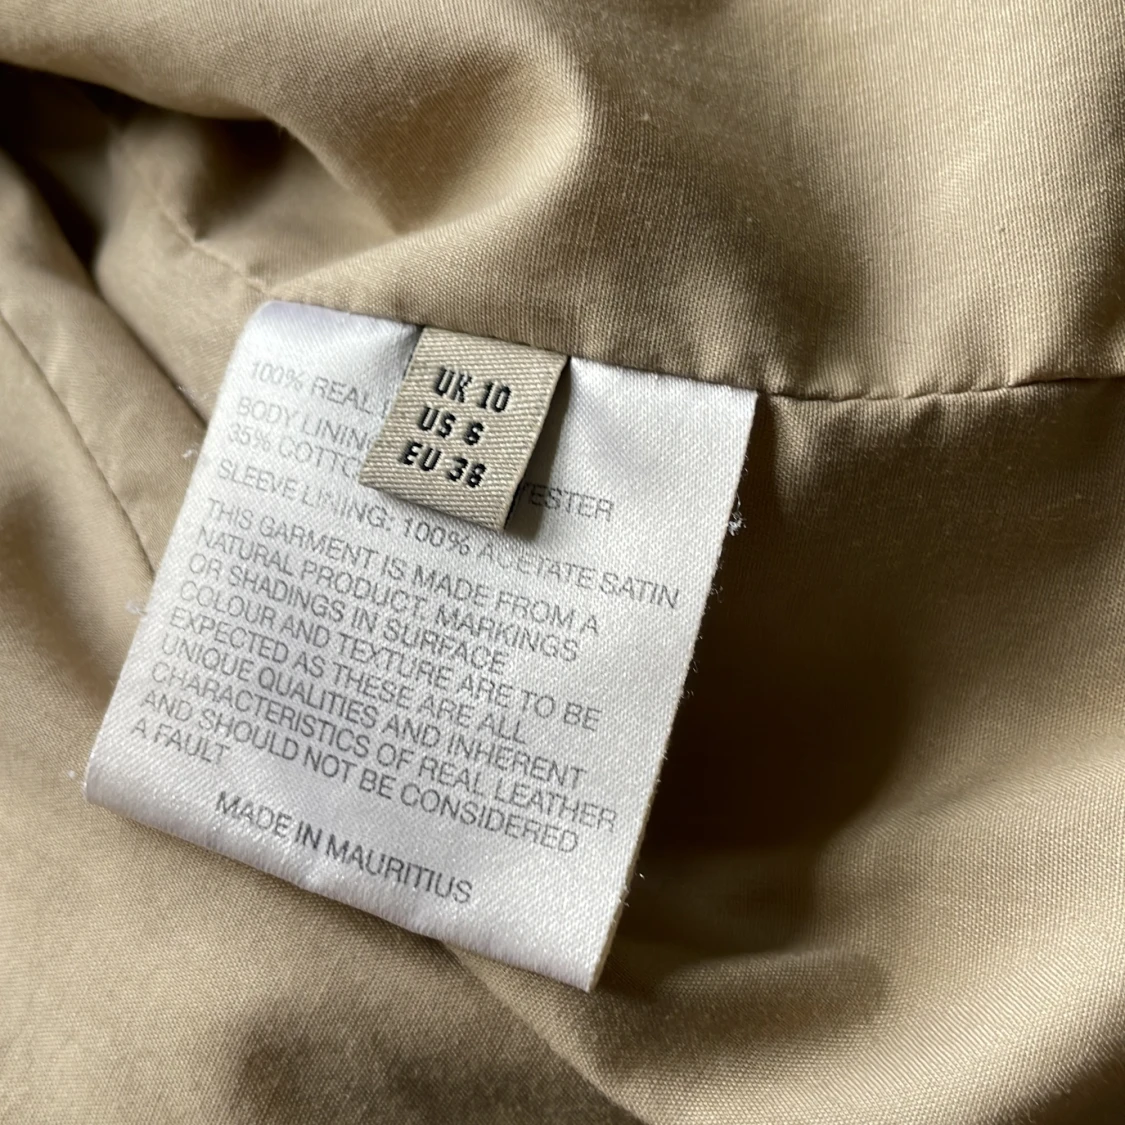 100% REAL
UK 10
US 6
EU 38
BODY LINING
35% COTTO
YESTER
SLEEVE LINING: 100% ACETATE SATIN
THIS GARMENT IS MADE FROM A
NATURAL PRODUCT. MARKINGS
OR SHADINGS IN SURFACE
COLOUR AND TEXTURE ARE TO BE
EXPECTED AS THESE ARE ALL
UNIQUE QUALITIES AND INHERENT
CHARACTERISTICS OF REAL LEATHER
AND SHOULD NOT BE CONSIDERED
A FAULT
MADE IN MAURITIUS